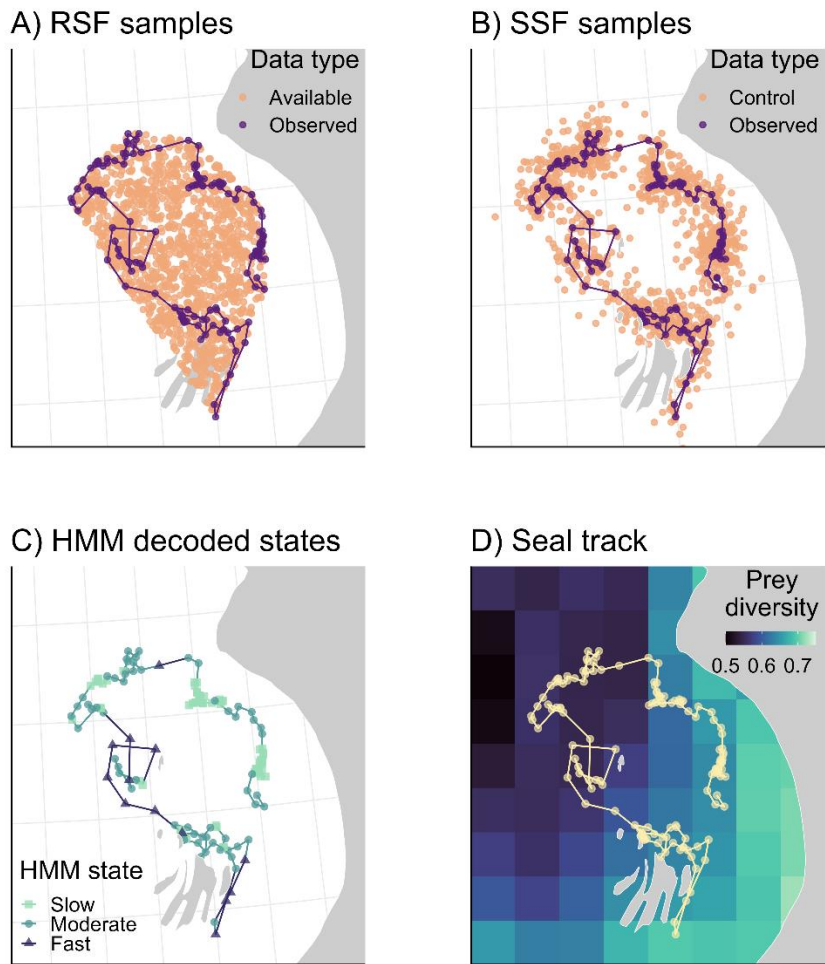 A) RSF samples
Data type
Available
Observed
B) SSF samples
Data type
Control
Observed
C) HMM decoded states
HMM state
Slow
Moderate
Fast
D) Seal track
Prey
diversity
0.5 0.6 0.7